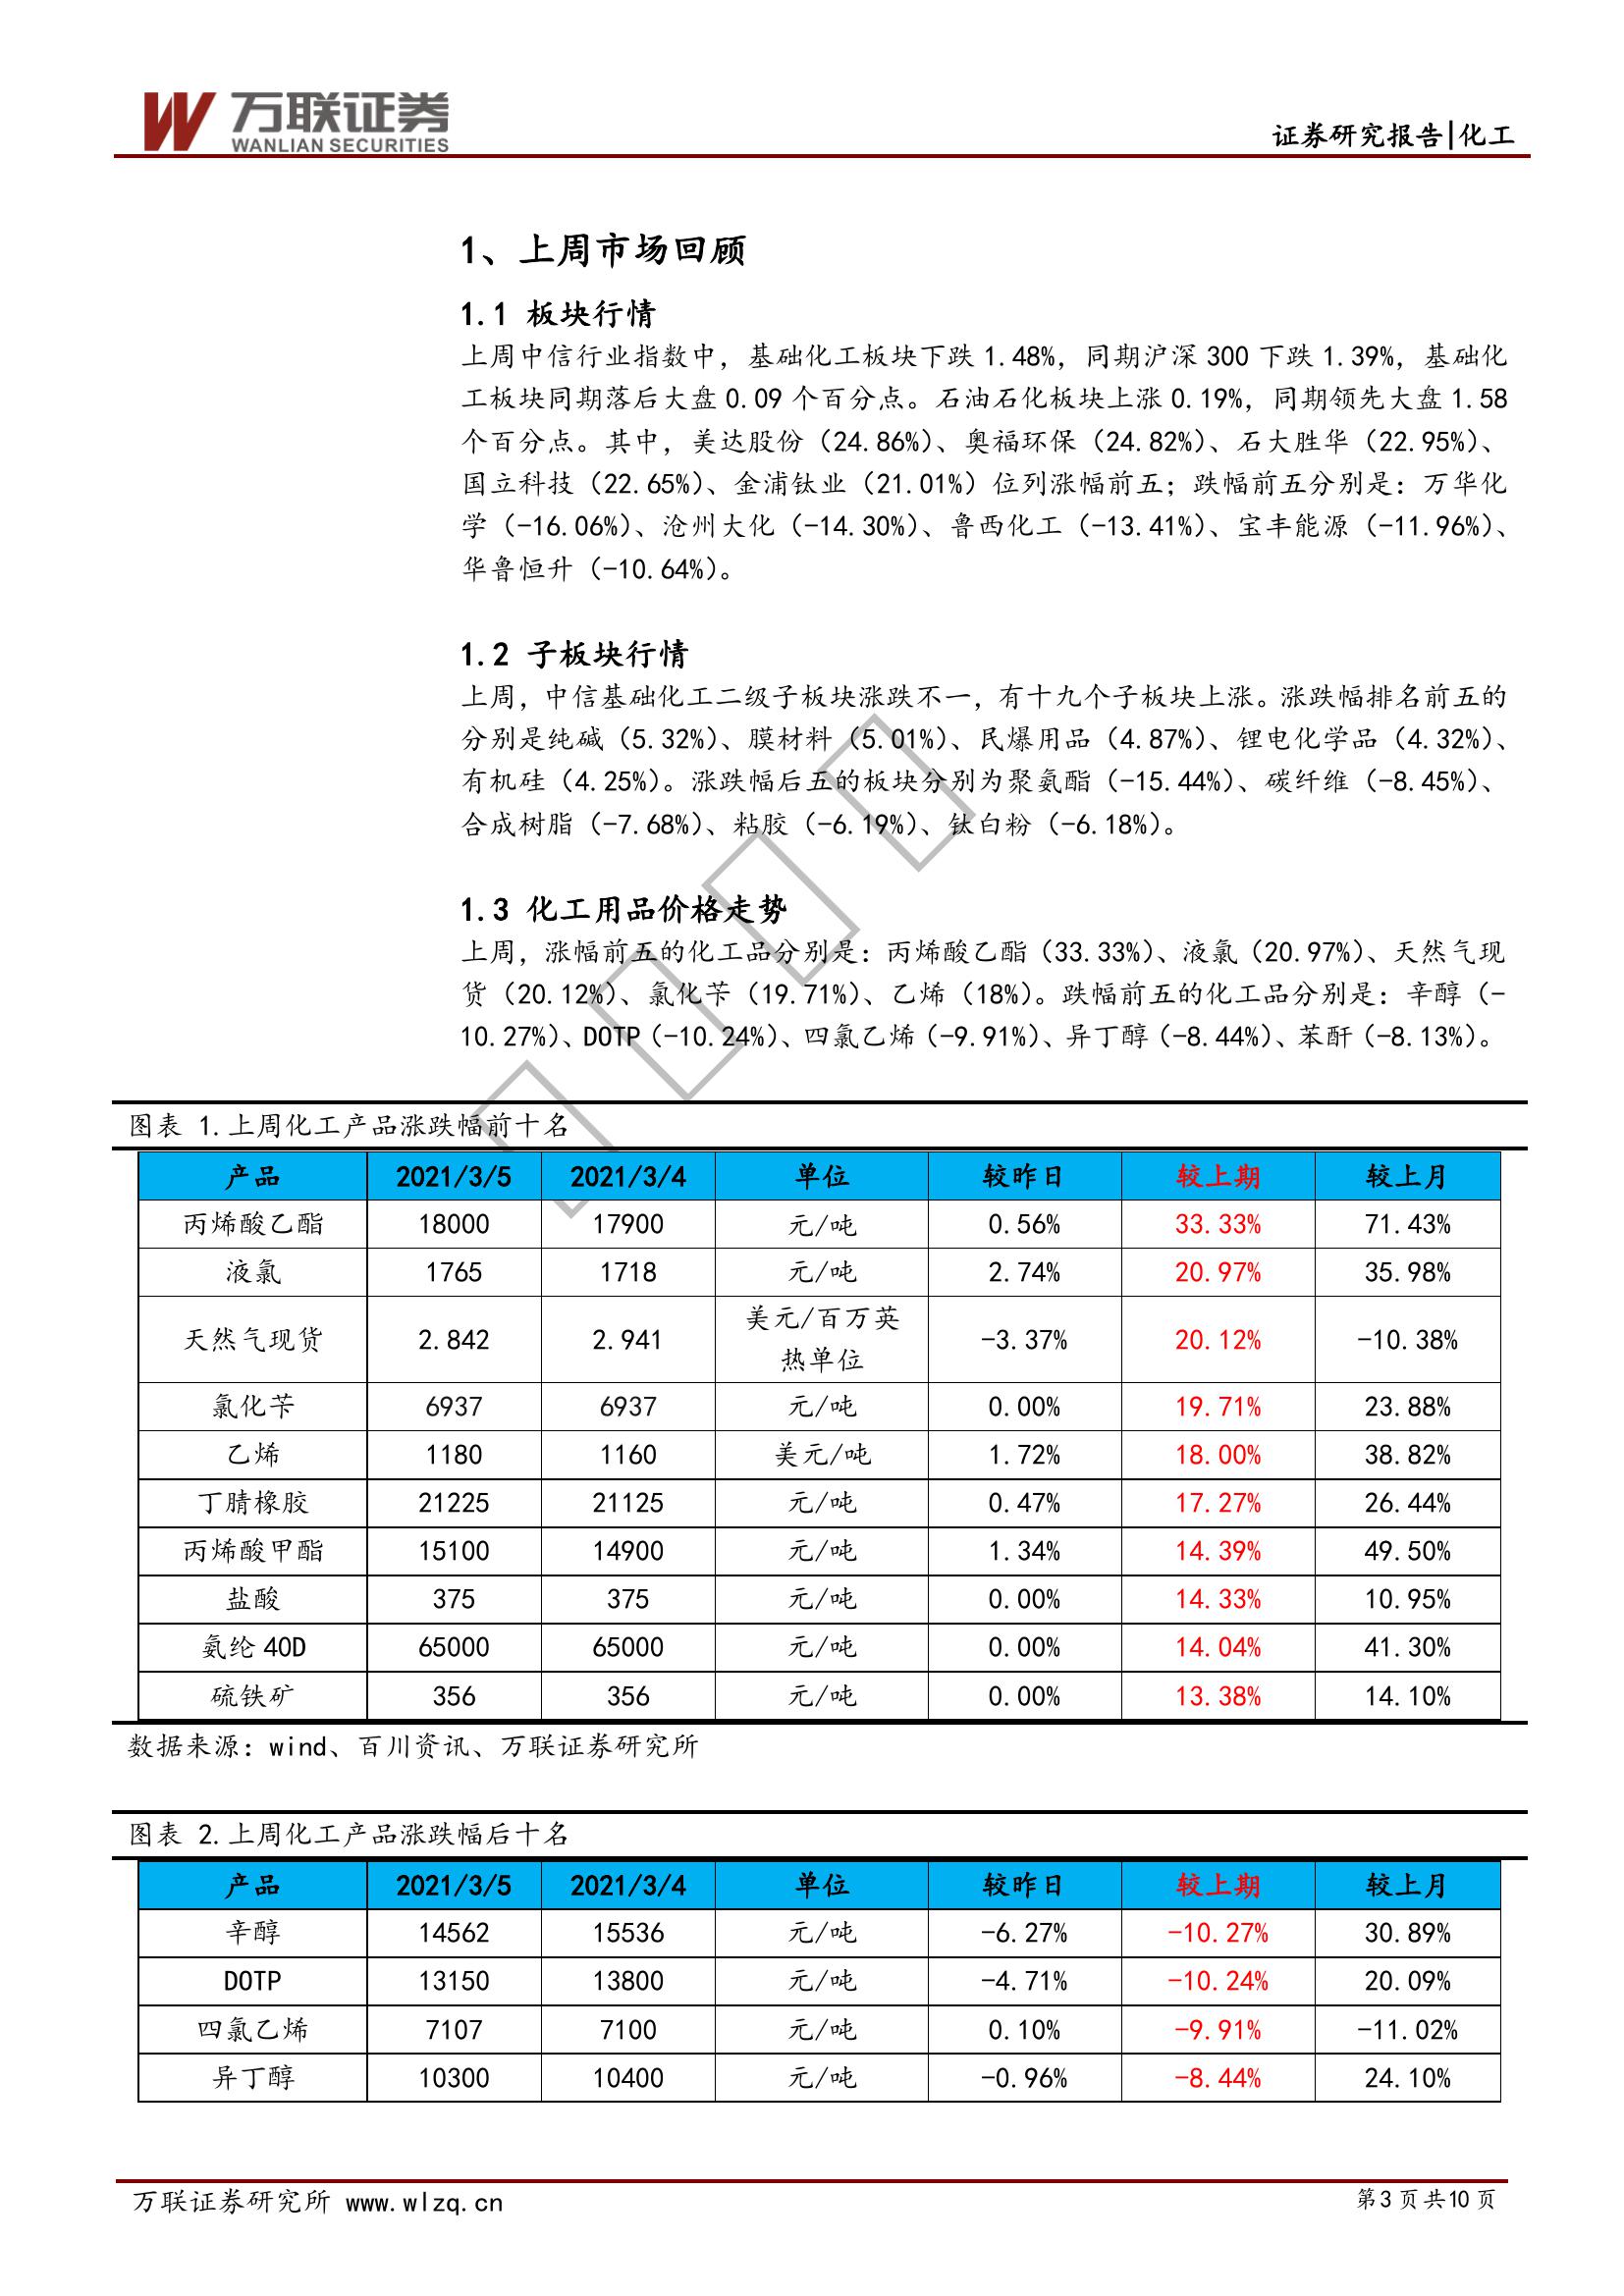 万联证券
WANLIAN SECURITIES
证券研究报告|化工
1、上周市场回顾
1.1 板块行情
上周中信行业指数中，基础化工板块下跌 1.48%，同期沪深 300 下跌 1.39%，基础化
工板块同期落后大盘 0.09 个百分点。石油石化板块上涨 0.19%，同期领先大盘 1.58
个百分点。其中，美达股份（24.86%）、奥福环保（24.82%）、石大胜华（22.95%）、
国立科技（22.65%）、金浦钛业（21.01%）位列涨幅前五；跌幅前五分别是：万华化
学（-16.06%）、沧州大化（-14.30%）、鲁西化工（-13.41%）、宝丰能源（-11.96%）、
华鲁恒升（-10.64%）。
1.2 子板块行情
上周，中信基础化工二级子板块涨跌不一，有十九个子板块上涨。涨跌幅排名前五的
分别是纯碱（5.32%）、膜材料（5.01%）、民爆用品（4.87%）、锂电化学品（4.32%）、
有机硅（4.25%）。涨跌幅后五的板块分别为聚氨酯（-15.44%）、碳纤维（-8.45%）、
合成树脂（-7.68%）、粘胶（-6.19%）、钛白粉（-6.18%）。
1.3 化工用品价格走势
上周，涨幅前五的化工品分别是：丙烯酸乙酯（33.33%）、液氯（20.97%）、天然气现
货（20.12%）、氯化苄（19.71%）、乙烯（18%）。跌幅前五的化工品分别是：辛醇（-
10.27%）、DOTP（-10.24%）、四氯乙烯（-9.91%）、异丁醇（-8.44%）、苯酐（-8.13%）。
图表 1.上周化工产品涨跌幅前十名
产品 2021/3/5 2021/3/4 单位 较昨日 较上期 较上月
丙烯酸乙酯 18000 17900 元/吨 0.56% 33.33% 71.43%
液氯 1765 1718 元/吨 2.74% 20.97% 35.98%
天然气现货 2.842 2.941 美元/百万英
热单位 -3.37% 20.12% -10.38%
氯化苄 6937 6937 元/吨 0.00% 19.71% 23.88%
乙烯 1180 1160 美元/吨 1.72% 18.00% 38.82%
丁腈橡胶 21225 21125 元/吨 0.47% 17.27% 26.44%
丙烯酸甲酯 15100 14900 元/吨 1.34% 14.39% 49.50%
盐酸 375 375 元/吨 0.00% 14.33% 10.95%
氨纶 40D 65000 65000 元/吨 0.00% 14.04% 41.30%
硫铁矿 356 356 元/吨 0.00% 13.38% 14.10%
数据来源：wind、百川资讯、万联证券研究所
图表 2.上周化工产品涨跌幅后十名
产品 2021/3/5 2021/3/4 单位 较昨日 较上期 较上月
辛醇 14562 15536 元/吨 -6.27% -10.27% 30.89%
DOTP 13150 13800 元/吨 -4.71% -10.24% 20.09%
四氯乙烯 7107 7100 元/吨 0.10% -9.91% -11.02%
异丁醇 10300 10400 元/吨 -0.96% -8.44% 24.10%
万联证券研究所 www.wlzq.cn
第 3 页 共 10 页